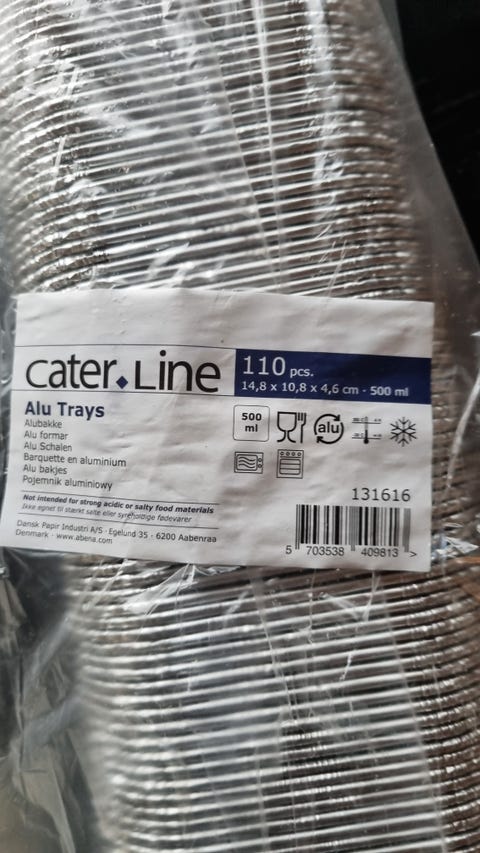 cater.Line
110 pcs.
14,8 x 10,8 x 4,6 cm - 500 ml
Alu Trays
Alubakke
Alu formar
Alu Schalen
Barquette en aluminium
Alu bakjes
Pojemnik aluminiowy
500
ml
alu
Not intended for strong acidic or salty food materials
Ikke egnet til stærkt salte eller syreholdige fødevarer
Dansk Papir Industri A/S · Egelund 35 · 6200 Aabenraa
Denmark · www.abena.com
131616
5 703538 409813 >